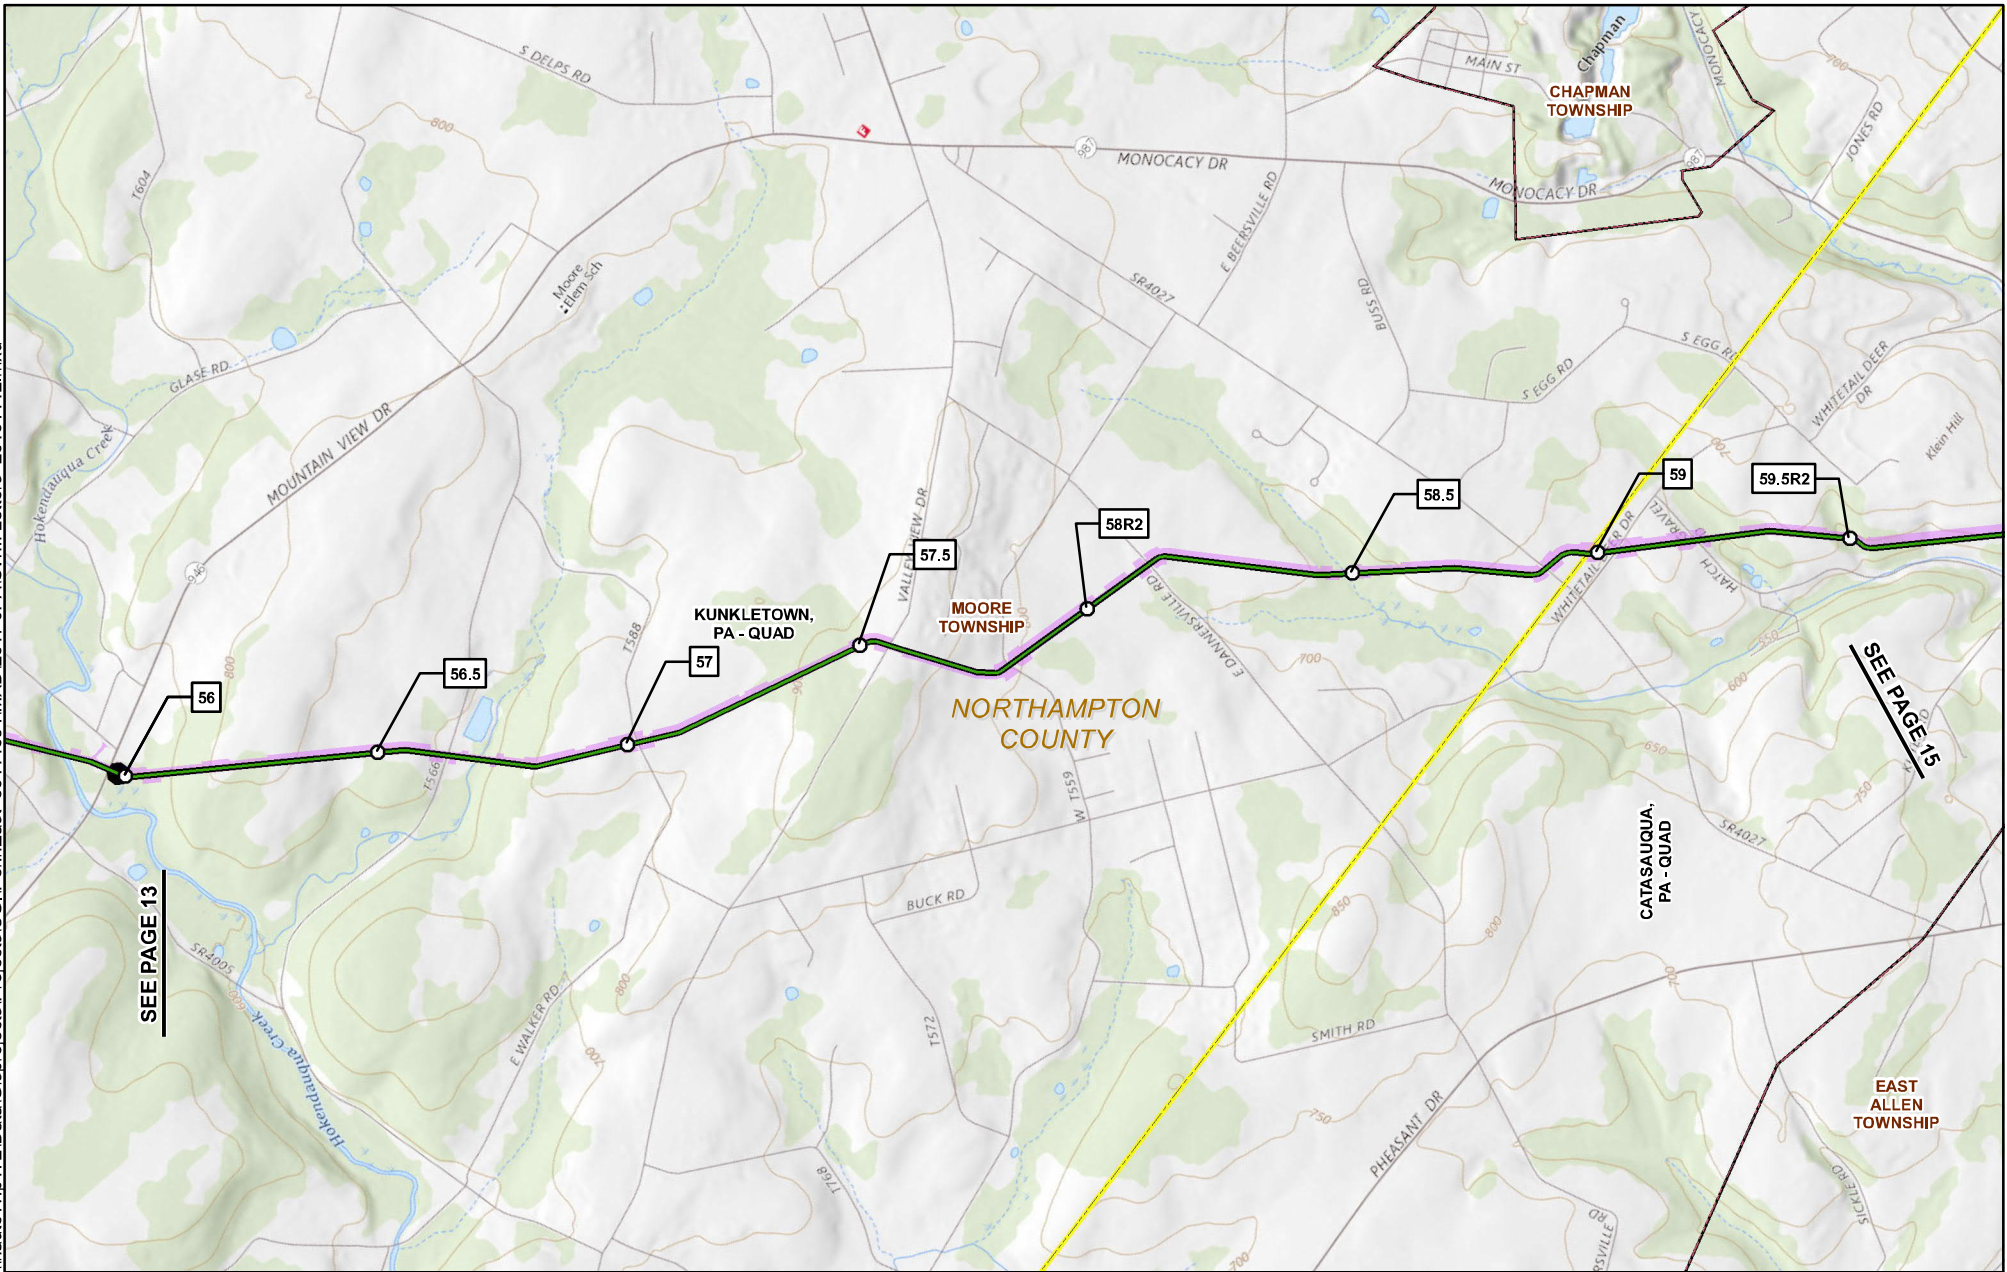 S DELPS RD
800
T604
MAIN ST
Chapman
MONOCACY
700
CHAPMAN
TOWNSHIP
JONES RD
987
MONOCACY DR
987
MONOCACY DR
E BEERSVILLE RD
SR4027
BUSS RD
Moore
Elem Sch
GLASE RD
MOUNTAIN VIEW DR
Hokendauqua Creek
946
S EGG RD
S EGG RD
WHITETAIL DEER
DR
Klein Hill
700
59
59.5R2
58.5
58R2
57.5
VALLEY VIEW DR
GRAVEL
HATCH
WHITETAIL DEER DR
E DANNERSVILLE RD
KUNKLETOWN,
PA - QUAD
MOORE
TOWNSHIP
T588
57
56.5
56
800
700
550
600
650
750
SEE PAGE 15
NORTHAMPTON
COUNTY
T566
W T559
SR4027
CATASAUQUA,
PA - QUAD
SEE PAGE 13
BUCK RD
850
800
700
SR4005
Hokendauqua Creek
E WALKER RD
800
700
T572
SMITH RD
750
PHEASANT DR
EAST
ALLEN
TOWNSHIP
T768
SICKLE RD
RD
700